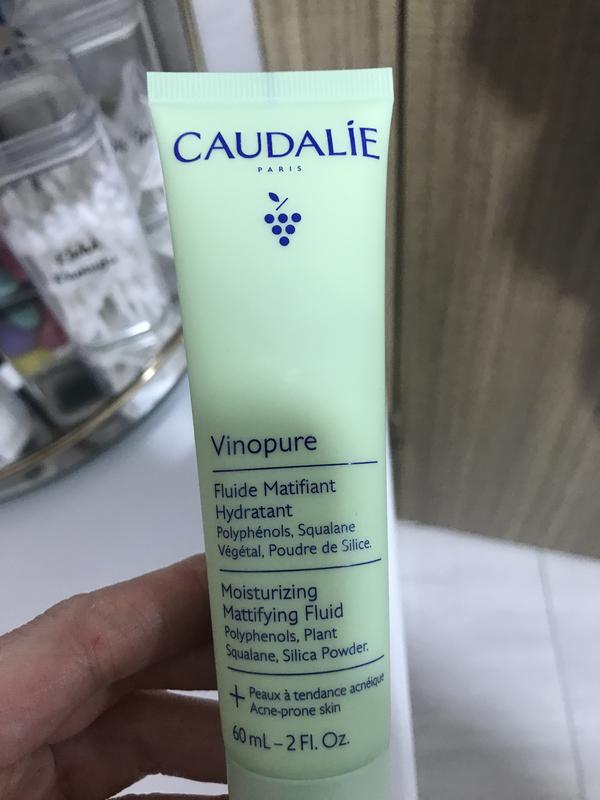 CAUDALÍE
PARIS
Vinopure
Fluide Matifiant
Hydratant
Polyphénols, Squalane
Végétal, Poudre de Silice.
Moisturizing
Mattifying Fluid
Polyphenols, Plant
Squalane, Silica Powder.
+ Peaux à tendance acnéique
Acne-prone skin
60 mL – 2 Fl. Oz.